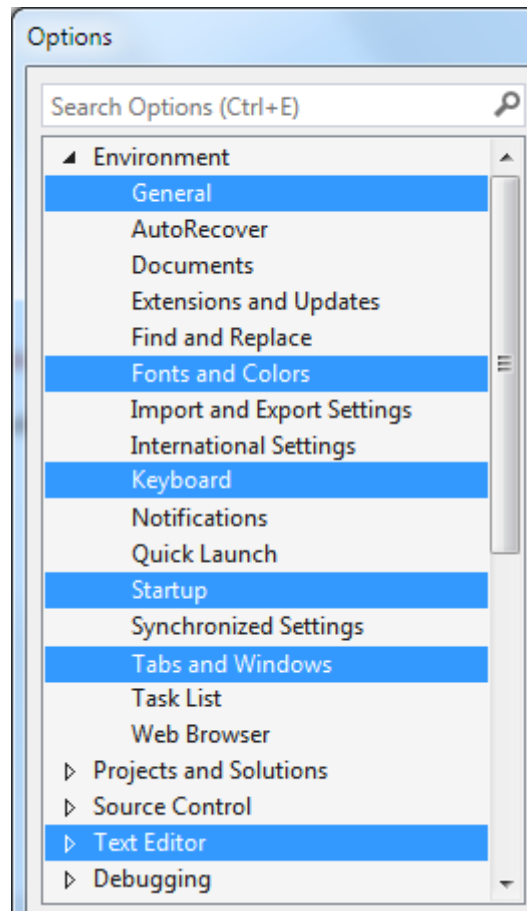 Options
Search Options (Ctrl+E)
Environment
General
AutoRecover
Documents
Extensions and Updates
Find and Replace
Fonts and Colors
Import and Export Settings
International Settings
Keyboard
Notifications
Quick Launch
Startup
Synchronized Settings
Tabs and Windows
Task List
Web Browser
Projects and Solutions
Source Control
Text Editor
Debugging